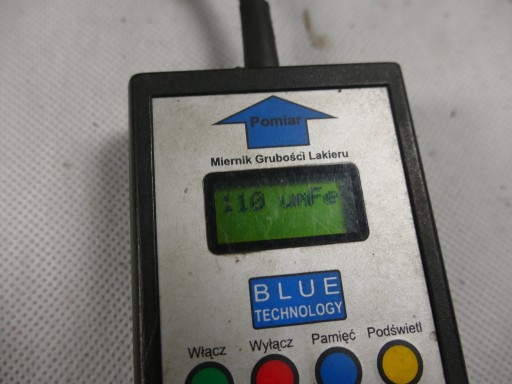 Pomiar
Miernik Grubości Lakieru
110 umFe
BLUE
TECHNOLOGY
Włącz Wyłącz Pamięć Podświetl